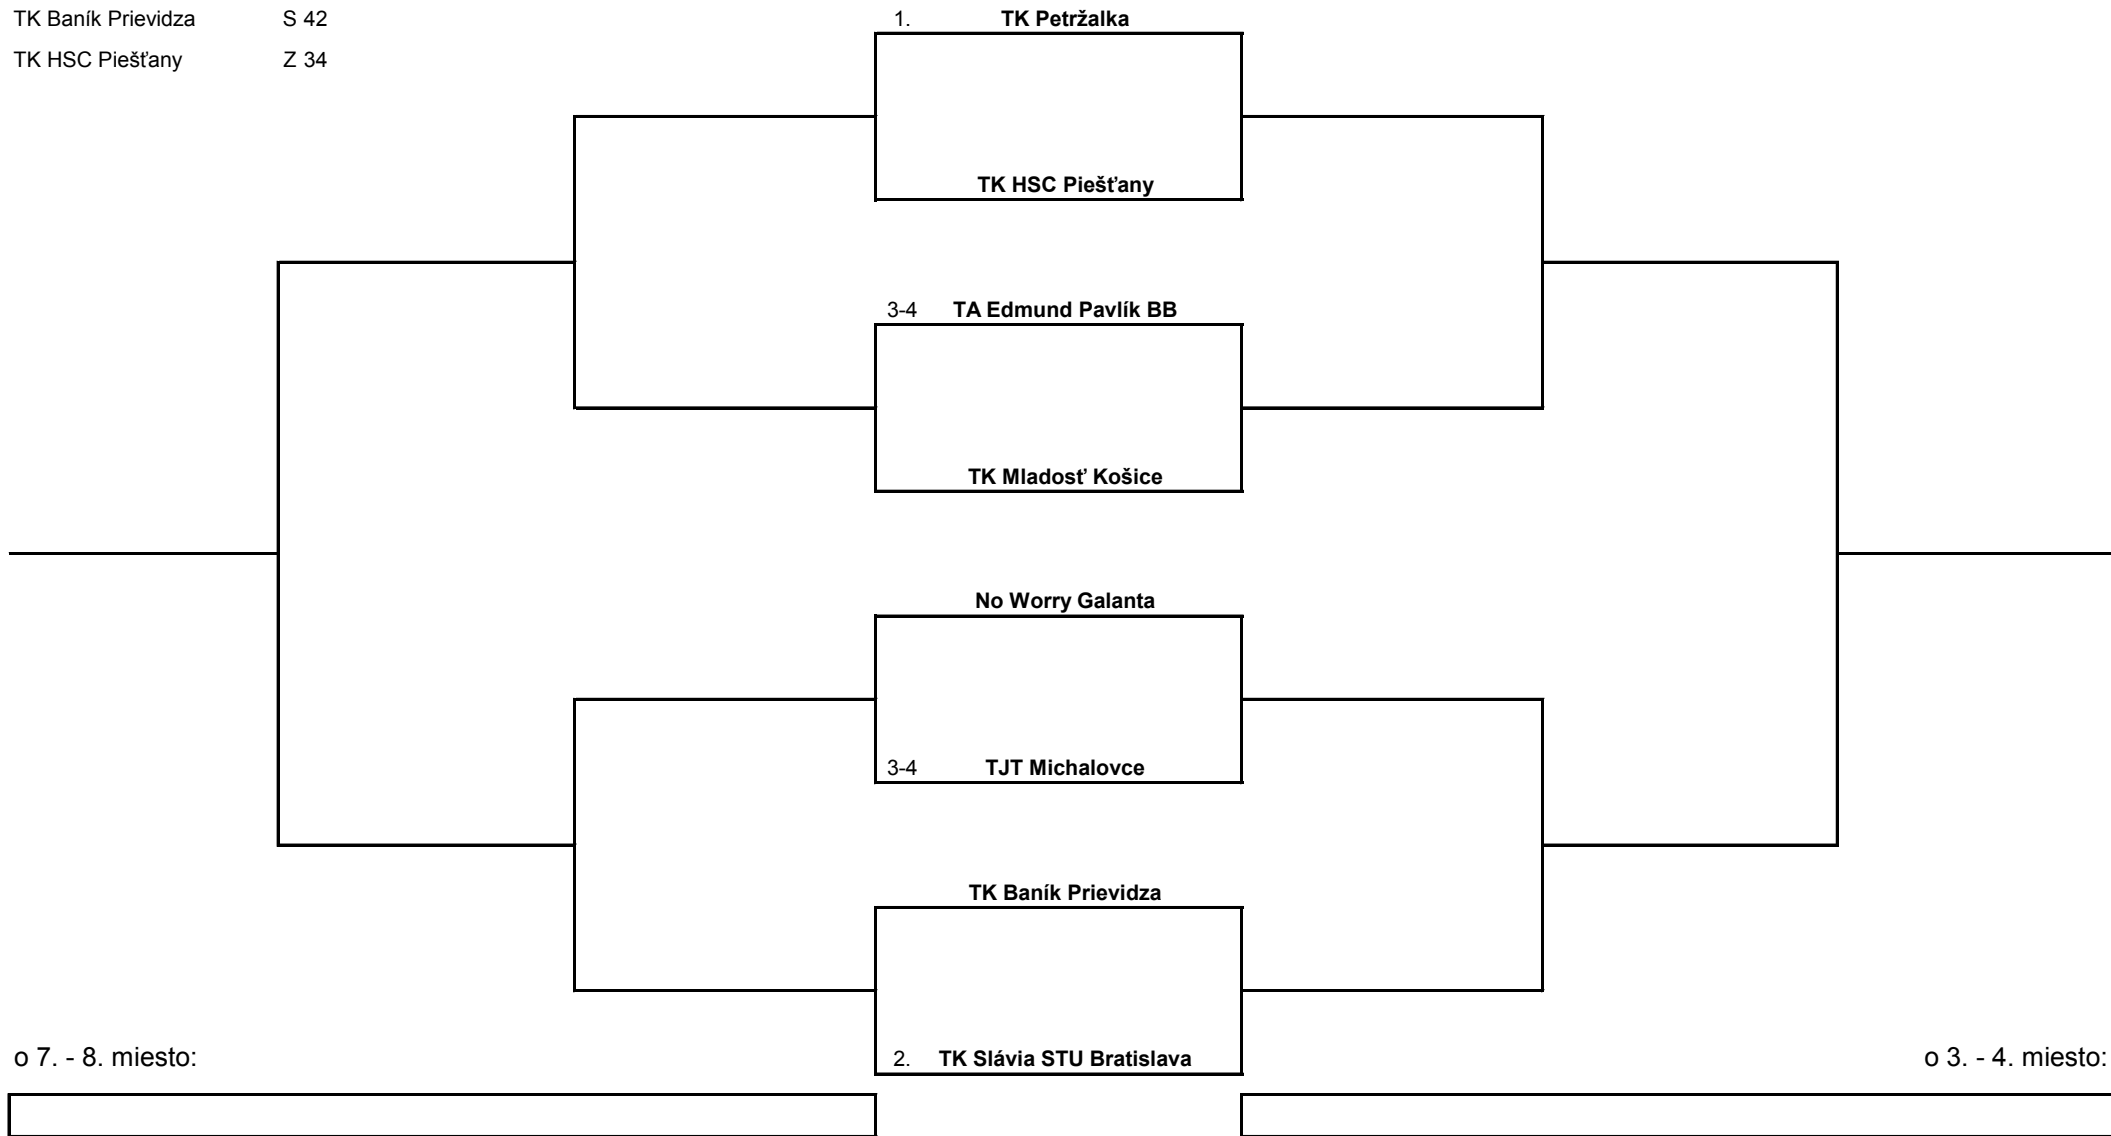 TK Baník Prievidza S 42
TK HSC Piešťany Z 34
1. TK Petržalka
TK HSC Piešťany
3-4 TA Edmund Pavlík BB
TK Mladosť Košice
No Worry Galanta
3-4 TJT Michalovce
TK Baník Prievidza
2. TK Slávia STU Bratislava
o 7. - 8. miesto:
o 3. - 4. miesto: